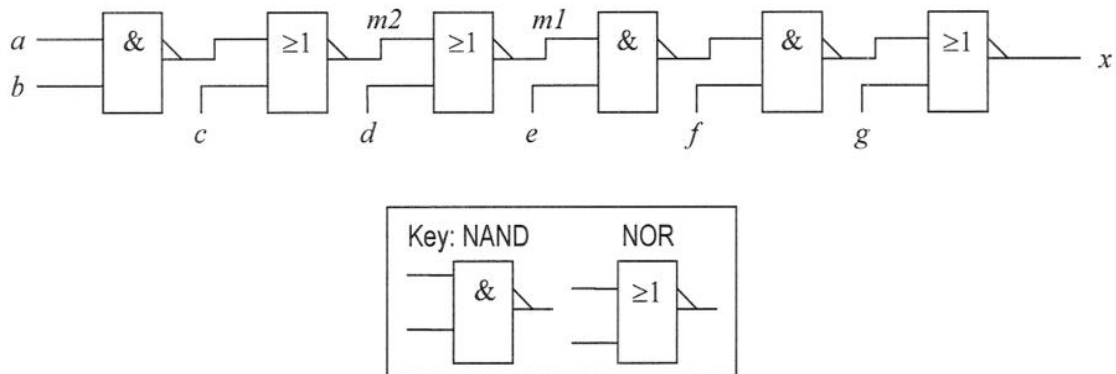 m2 m1
a & ≥1 ≥1 & & ≥1
x
b
c d e f g
Key: NAND NOR
& ≥1